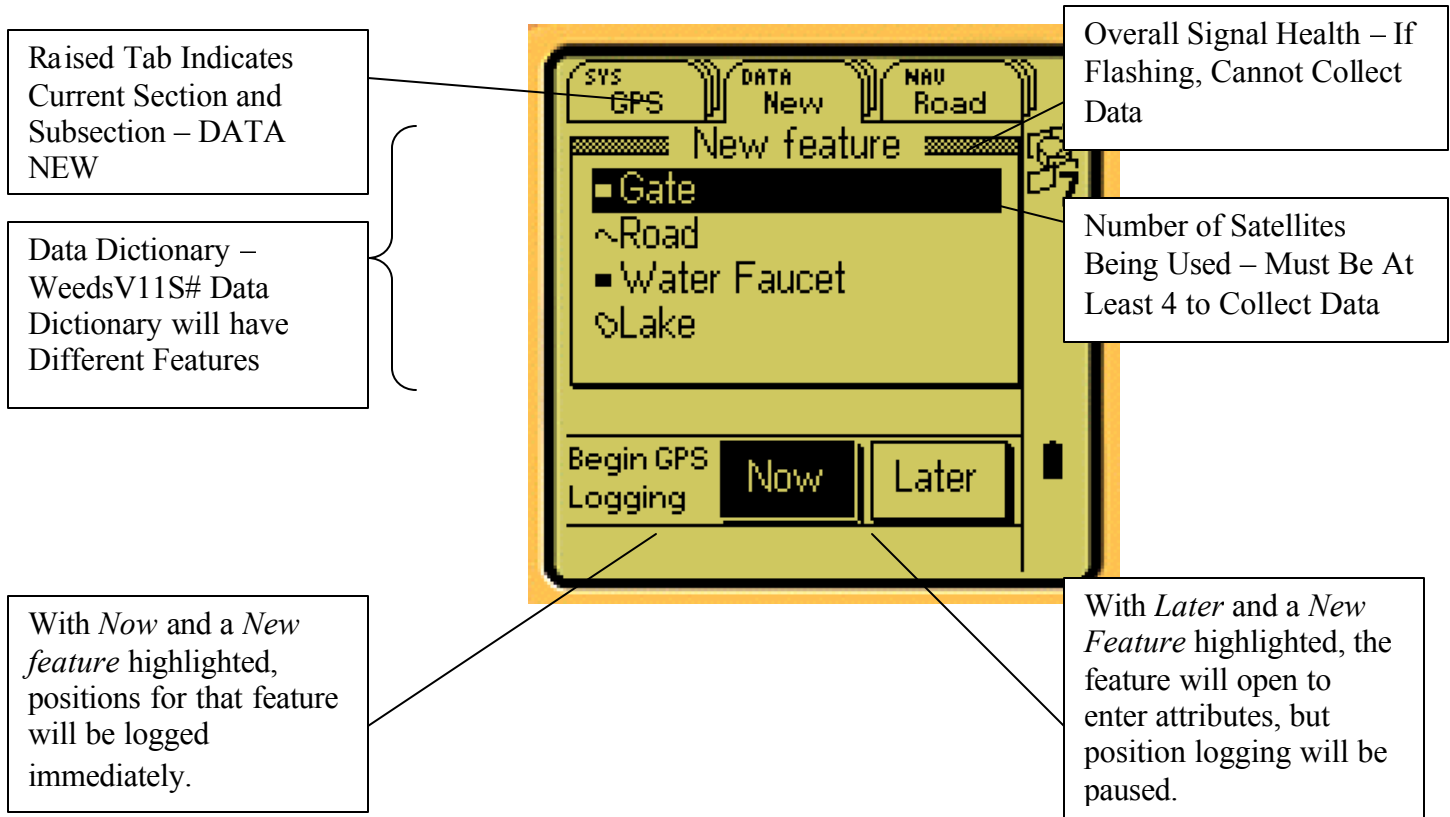 Raised Tab Indicates
Current Section and
Subsection – DATA
NEW
Data Dictionary –
WeedsV11S# Data
Dictionary will have
Different Features
SYS
GPS
DATA
New
NAV
Road
New feature
Gate
Road
Water Faucet
Lake
Begin GPS
Logging
Now
Later
Overall Signal Health – If
Flashing, Cannot Collect
Data
Number of Satellites
Being Used – Must Be At
Least 4 to Collect Data
With Now and a New
feature highlighted,
positions for that feature
will be logged
immediately.
With Later and a New
Feature highlighted, the
feature will open to
enter attributes, but
position logging will be
paused.